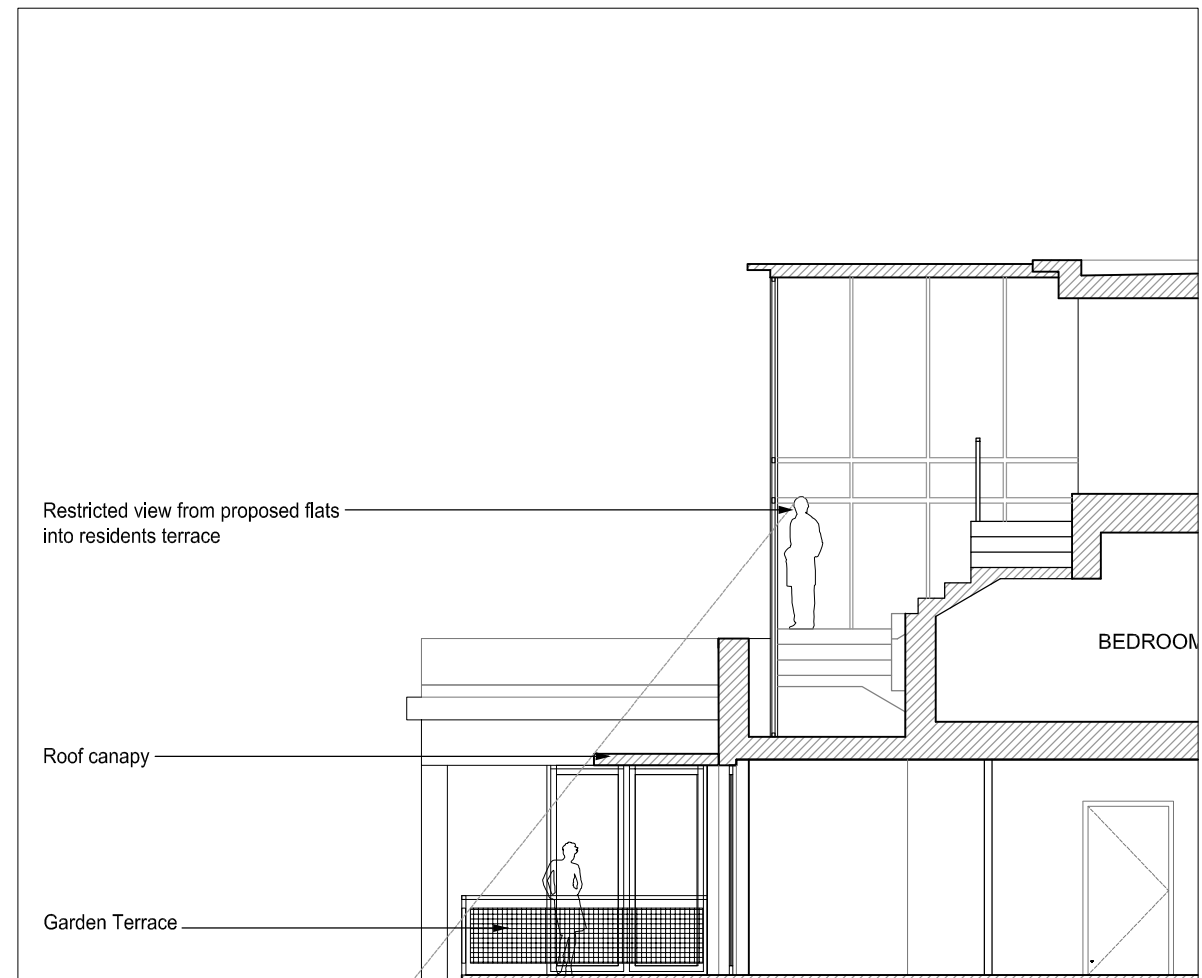 Restricted view from proposed flats
into residents terrace
BEDROOM
Roof canapy
Garden Terrace